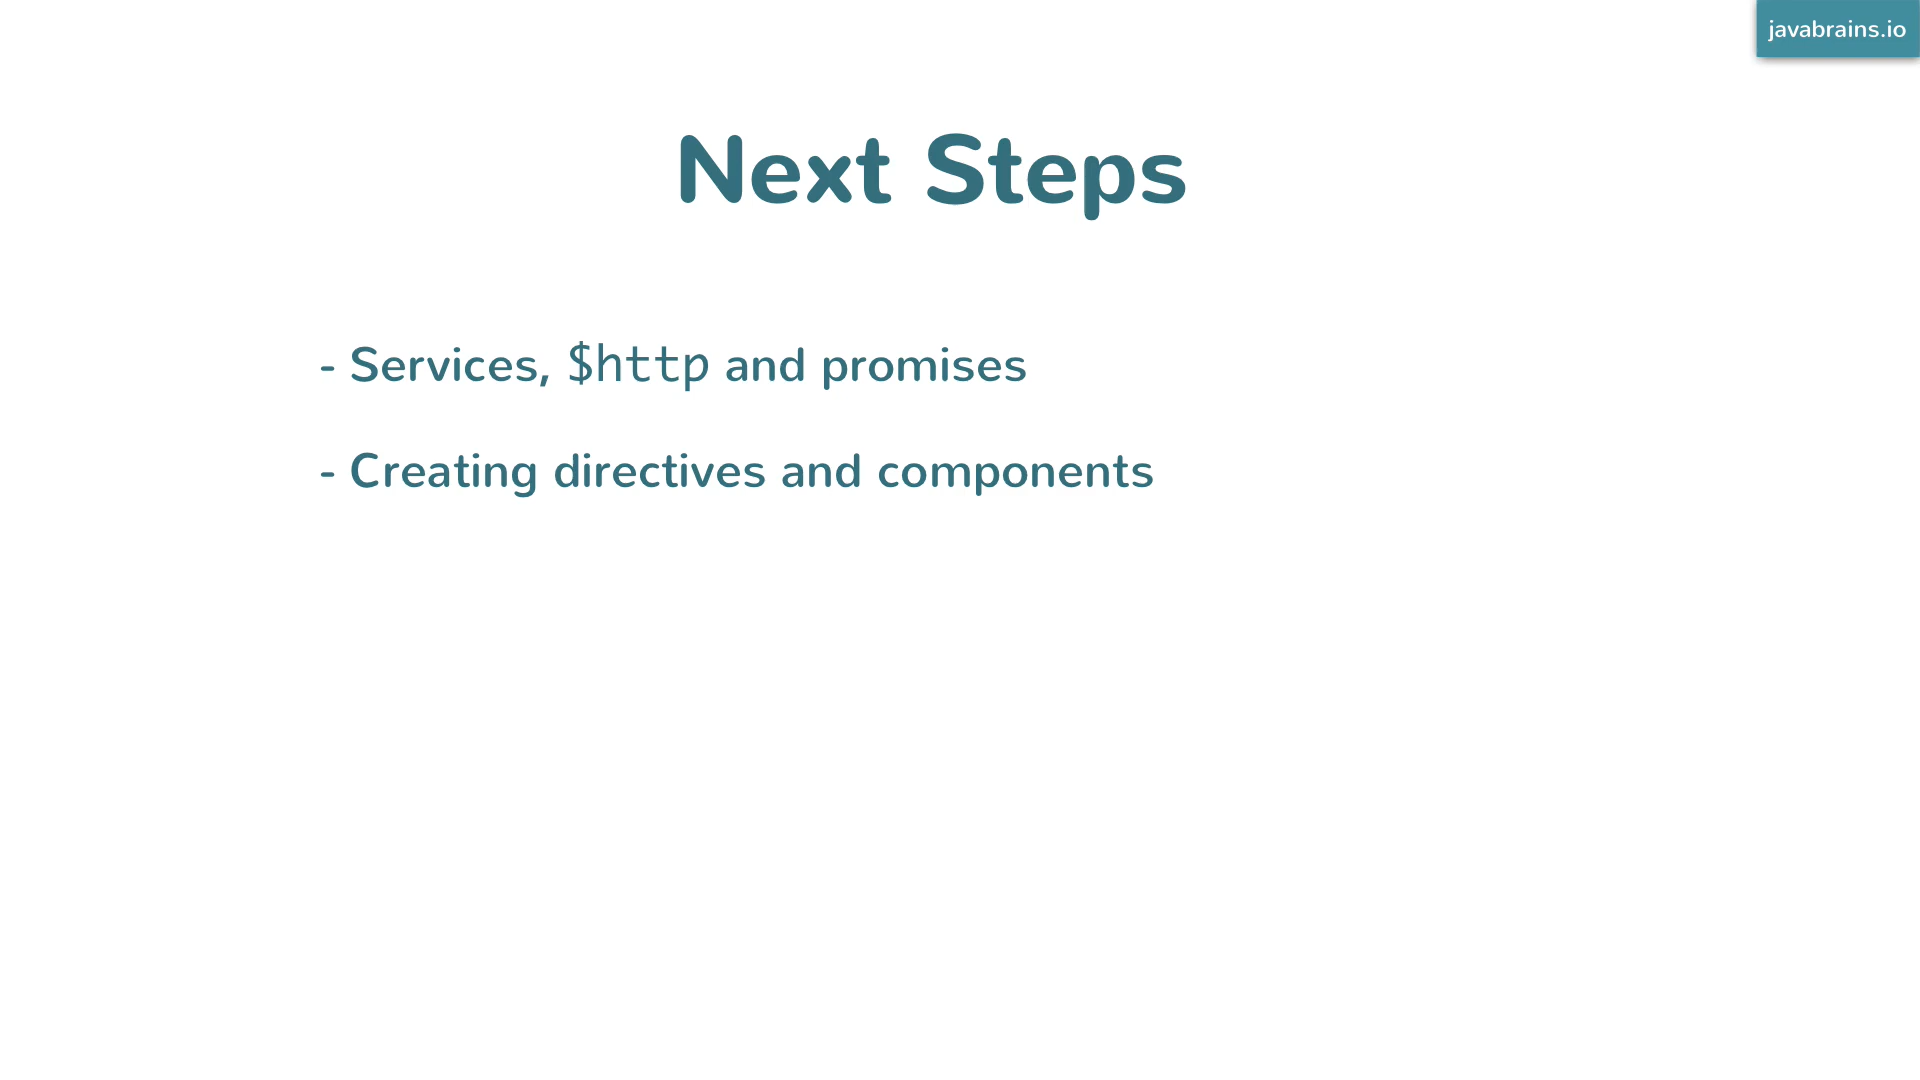 javabrains.io
Next Steps
- Services, $http and promises
- Creating directives and components